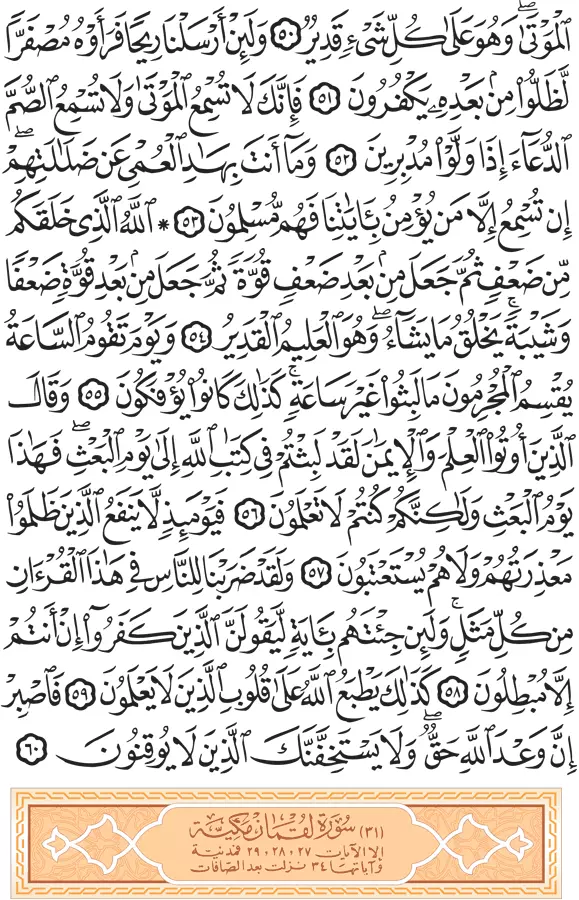 ٱلْمَوْتَىٰۖ وَهُوَ عَلَىٰ كُلِّ شَىْءٍ قَدِيرٌ ٥٠ وَلَئِنْ أَرْسَلْنَا رِيحًا فَرَأَوْهُ مُصْفَرًّا
لَّظَلُّوا۟ مِنۢ بَعْدِهِۦ يَكْفُرُونَ ٥١ فَإِنَّكَ لَا تُسْمِعُ ٱلْمَوْتَىٰ وَلَا تُسْمِعُ ٱلصُّمَّ
ٱلدُّعَآءَ إِذَا وَلَّوْا۟ مُدْبِرِينَ ٥٢ وَمَآ أَنتَ بِهَـٰدِ ٱلْعُمْىِ عَن ضَلَـٰلَتِهِمْۖ
إِن تُسْمِعُ إِلَّا مَن يُؤْمِنُ بِـَٔايَـٰتِنَا فَهُم مُّسْلِمُونَ ٥٣ * ٱللَّهُ ٱلَّذِى خَلَقَكُم
مِّن ضَعْفٍ ثُمَّ جَعَلَ مِنۢ بَعْدِ ضَعْفٍ قُوَّةً ثُمَّ جَعَلَ مِنۢ بَعْدِ قُوَّةٍ ضَعْفًا
وَشَيْبَةًۚ يَخْلُقُ مَا يَشَآءُۖ وَهُوَ ٱلْعَلِيمُ ٱلْقَدِيرُ ٥٤ وَيَوْمَ تَقُومُ ٱلسَّاعَةُ
يُقْسِمُ ٱلْمُجْرِمُونَ مَا لَبِثُوا۟ غَيْرَ سَاعَةٍۚ كَذَٰلِكَ كَانُوا۟ يُؤْفَكُونَ ٥٥ وَقَالَ
ٱلَّذِينَ أُوتُوا۟ ٱلْعِلْمَ وَٱلْإِيمَـٰنَ لَقَدْ لَبِثْتُمْ فِى كِتَـٰبِ ٱللَّهِ إِلَىٰ يَوْمِ ٱلْبَعْثِۖ فَهَـٰذَا
يَوْمُ ٱلْبَعْثِ وَلَـٰكِنَّكُمْ كُنتُمْ لَا تَعْلَمُونَ ٥٦ فَيَوْمَئِذٍ لَّا يَنفَعُ ٱلَّذِينَ ظَلَمُوا۟
مَعْذِرَتُهُمْ وَلَا هُمْ يُسْتَعْتَبُونَ ٥٧ وَلَقَدْ ضَرَبْنَا لِلنَّاسِ فِى هَـٰذَا ٱلْقُرْءَانِ
مِن كُلِّ مَثَلٍۚ وَلَئِن جِئْتَهُم بِـَٔايَةٍ لَّيَقُولَنَّ ٱلَّذِينَ كَفَرُوٓا۟ إِنْ أَنتُمْ
إِلَّا مُبْطِلُونَ ٥٨ كَذَٰلِكَ يَطْبَعُ ٱللَّهُ عَلَىٰ قُلُوبِ ٱلَّذِينَ لَا يَعْلَمُونَ ٥٩ فَٱصْبِرْ
إِنَّ وَعْدَ ٱللَّهِ حَقٌّۖ وَلَا يَسْتَخِفَّنَّكَ ٱلَّذِينَ لَا يُوقِنُونَ ٦٠
(٣١) سُورَة لُقمَان مَكيَّة
إلا الآيات ٢٧، ٢٨، ٢٩ فمدنية
وآياتها ٣٤ نزلت بعد الصافات